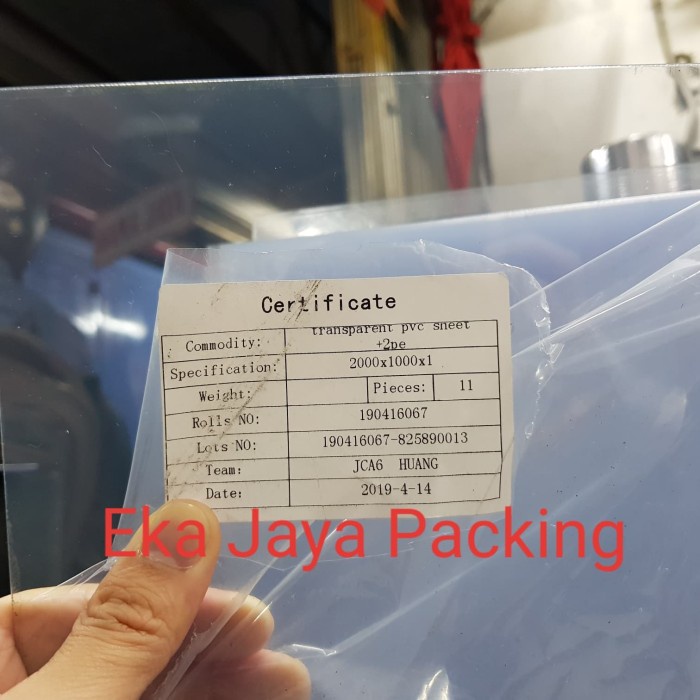 Certificate
Commodity: transparent pvc sheet
+2pe
Specification: 2000x1000x1
Weight: Pieces: 11
Rolls NO: 190416067
Lots NO: 190416067-825890013
Team: JCA6 HUANG
Date: 2019-4-14
Eka Jaya Packing